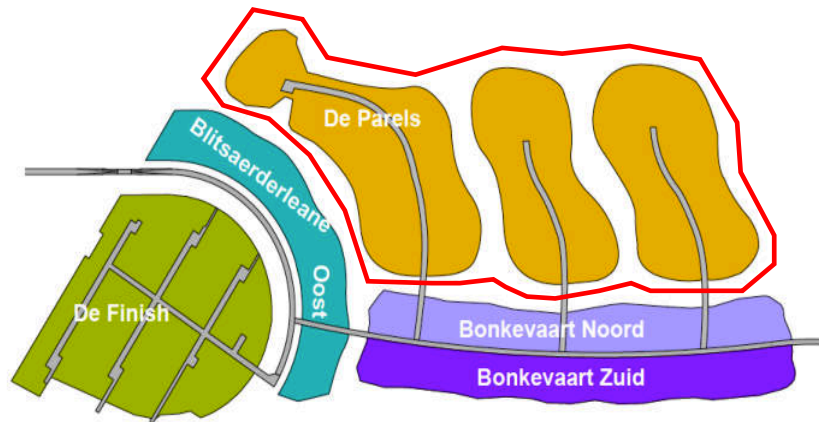 De Parels
Blitsaerderleane
Oost
De Finish
Bonkevaart Noord
Bonkevaart Zuid